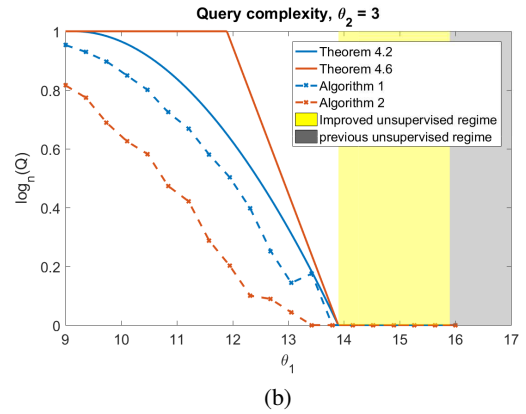 Query complexity, θ₂ = 3
log_n(Q)
1
0.8
0.6
0.4
0.2
0
9 10 11 12 13 14 15 16 17
θ₁
Theorem 4.2
Theorem 4.6
Algorithm 1
Algorithm 2
Improved unsupervised regime
previous unsupervised regime
(b)